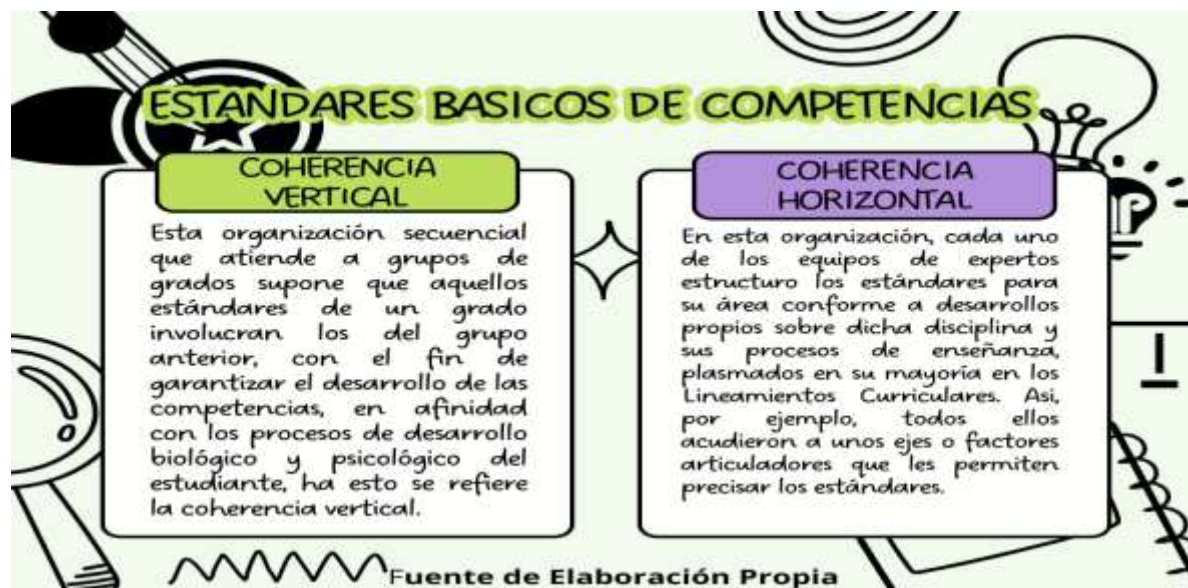 ESTANDARES BASICOS DE COMPETENCIAS
COHERENCIA
VERTICAL
Esta organización secuencial
que atiende a grupos de
grados supone que aquellos
estándares de un grado
involucran los del grupo
anterior, con el fin de
garantizar el desarrollo de las
competencias, en afinidad
con los procesos de desarrollo
biológico y psicológico del
estudiante, ha esto se refiere
la coherencia vertical.
COHERENCIA
HORIZONTAL
En esta organización, cada uno
de los equipos de expertos
estructuro los estándares para
su área conforme a desarrollos
propios sobre dicha disciplina y
sus procesos de enseñanza,
plasmados en su mayoría en los
Lineamientos Curriculares. Asi,
por ejemplo, todos ellos
acudieron a unos ejes o factores
articuladores que les permiten
precisar los estándares.
Fuente de Elaboración Propia